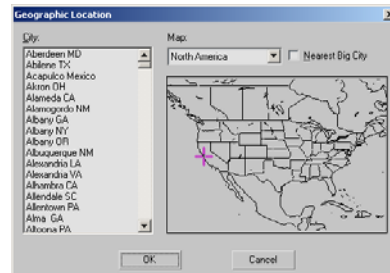 Geographic Location
City:
Aberdeen MD
Abilene TX
Acapulco Mexico
Akron OH
Alameda CA
Alamogordo NM
Albany GA
Albany NY
Albany OR
Albuquerque NM
Alexandria LA
Alexandria VA
Alhambra CA
Allendale SC
Allentown PA
Alma GA
Altoona PA
Map:
North America
Nearest Big City
OK
Cancel